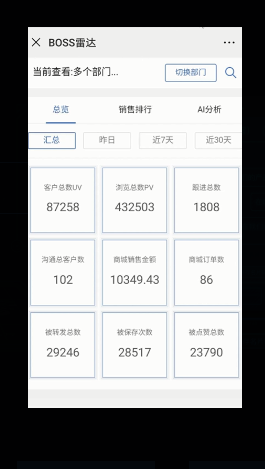 BOSS雷达
当前查看:多个部门...
切换部门
总览
销售排行
AI分析
汇总
昨日
近7天
近30天
客户总数UV
浏览总数PV
跟进总数
87258
432503
1808
沟通总客户数
商城销售金额
商城订单数
102
10349.43
86
被转发总数
被保存次数
被点赞总数
29246
28517
23790